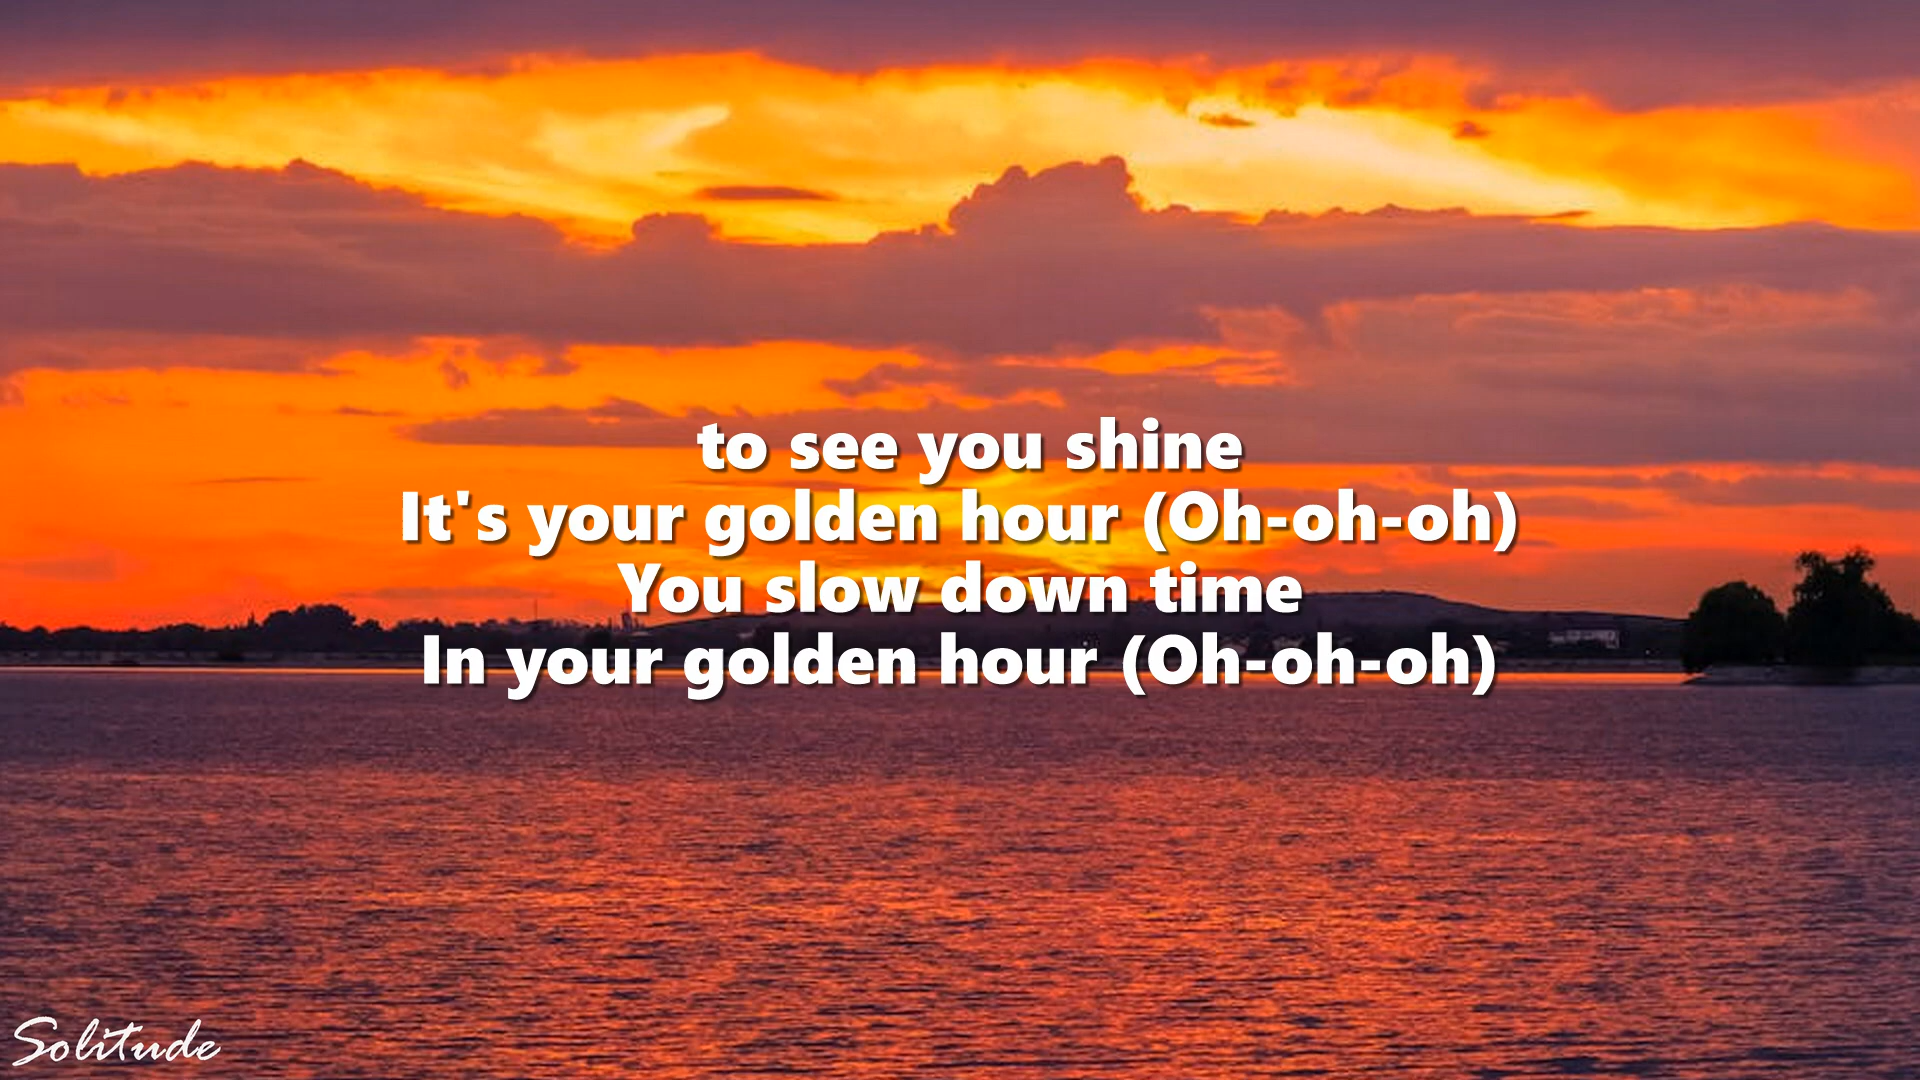 to see you shine
It's your golden hour (Oh-oh-oh)
You slow down time
In your golden hour (Oh-oh-oh)
Solitude